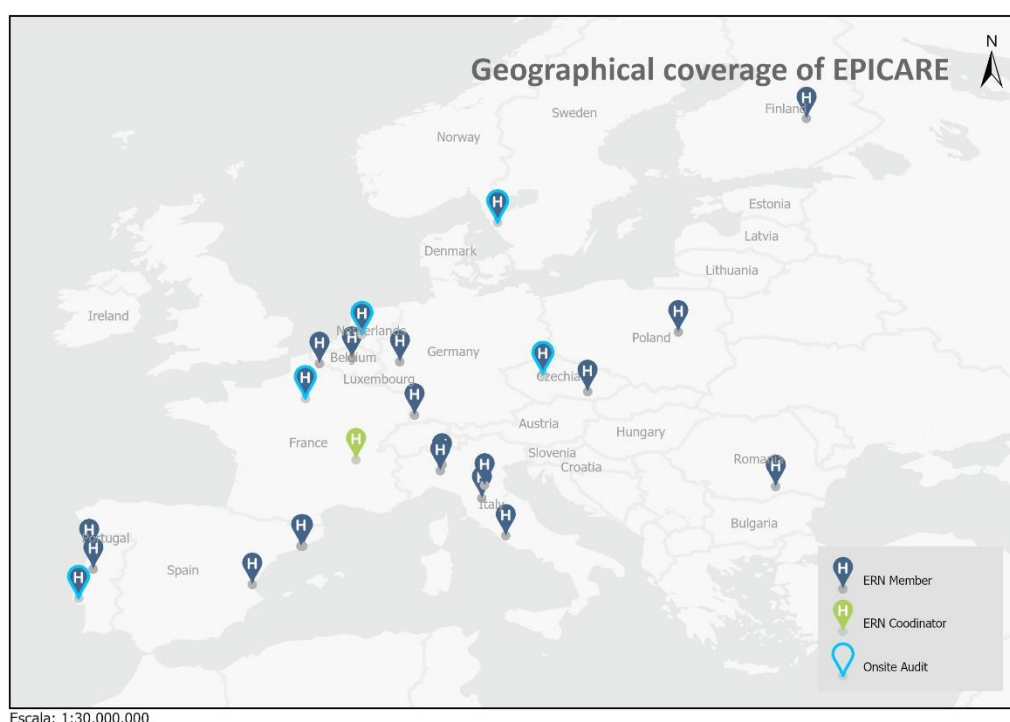 Geographical coverage of EPICARE
N
Finland
Sweden
Norway
Estonia
Latvia
Denmark
Lithuania
Ireland
Netherlands
Poland
Belgium
Germany
Luxembourg
Czechia
Austria
France
Hungary
Slovenia
Croatia
Romania
Italy
Bulgaria
Portugal
Spain
H ERN Member
H ERN Coodinator
Onsite Audit
Escala: 1:30.000.000